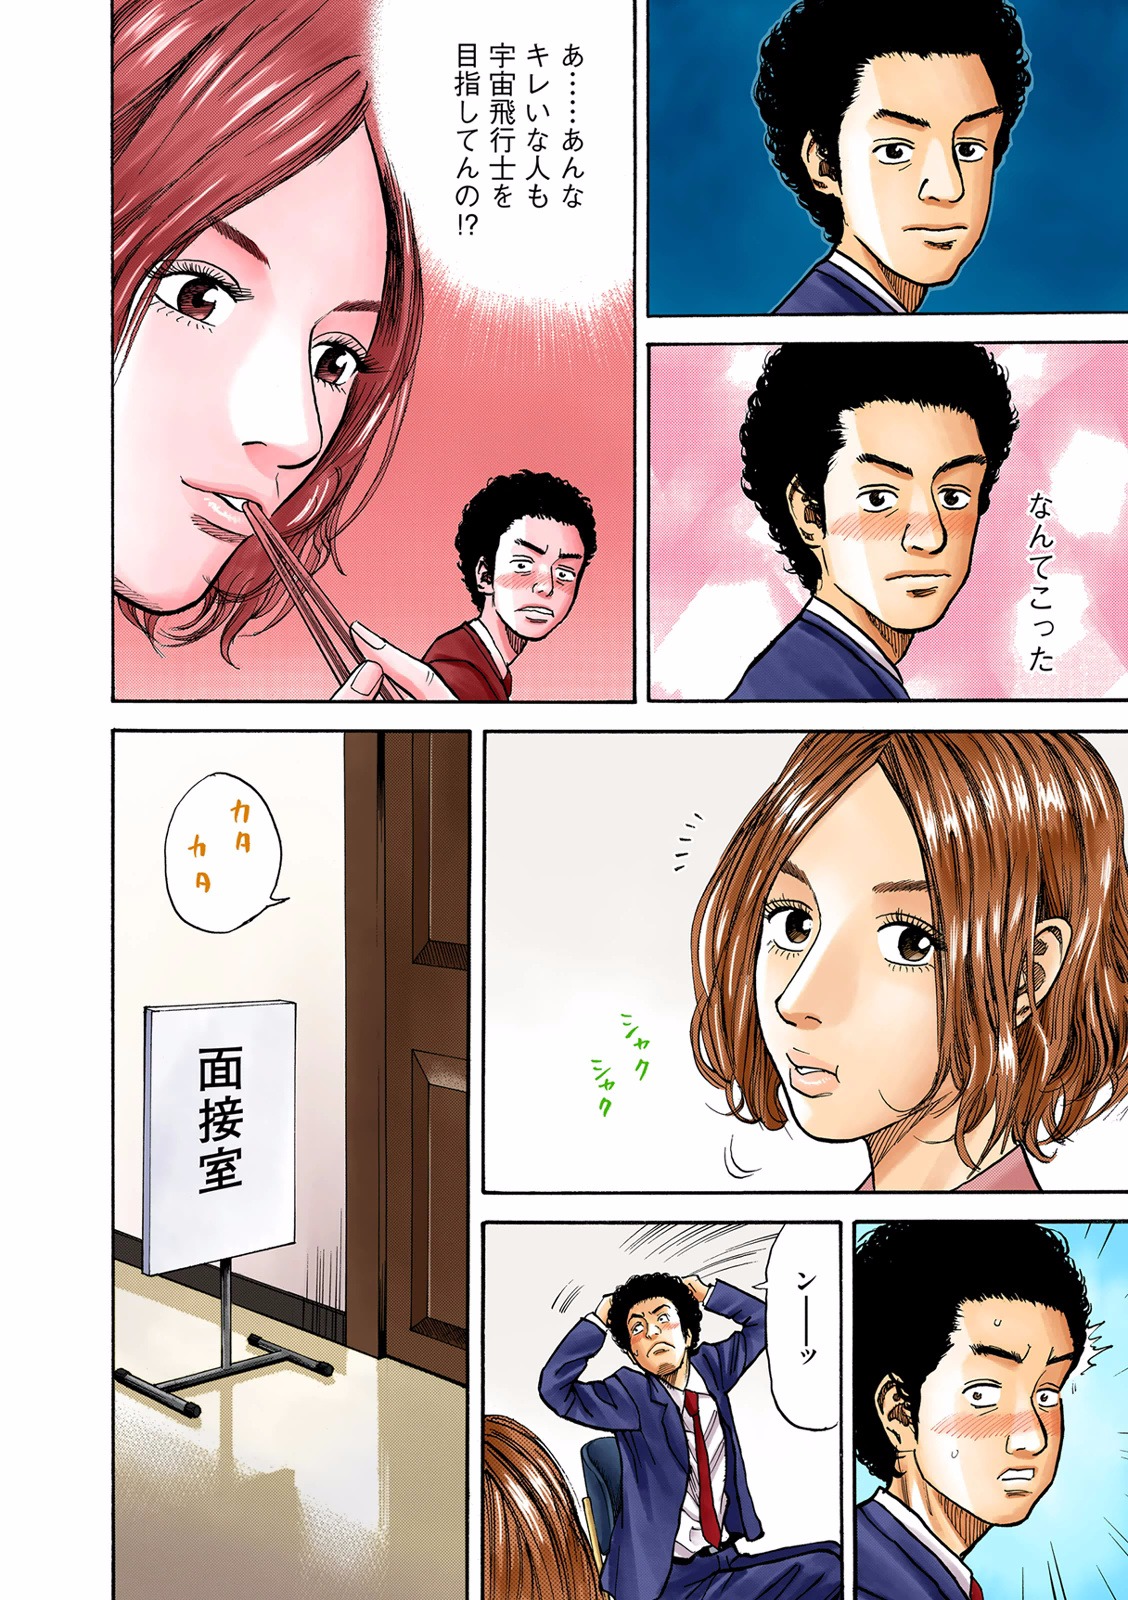 なんてこった
あ……あんな
キレいな人も
宇宙飛行士を
目指してんの!?
シャク
シャク
カタ
カタ
面接室
ンーーッ